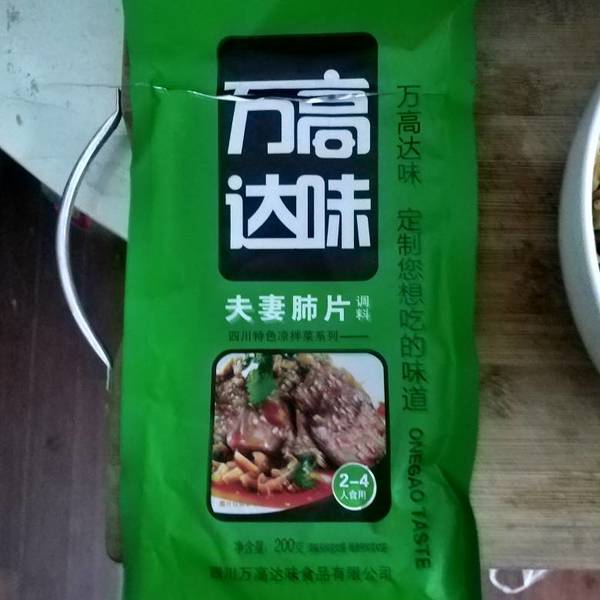 万高
达味
夫妻肺片 调料
四川特色凉拌菜系列
2-4
人食用
净含量: 200克
四川万高达味食品有限公司
万高达味 定制您想吃的味道 ONEGAO TASTE